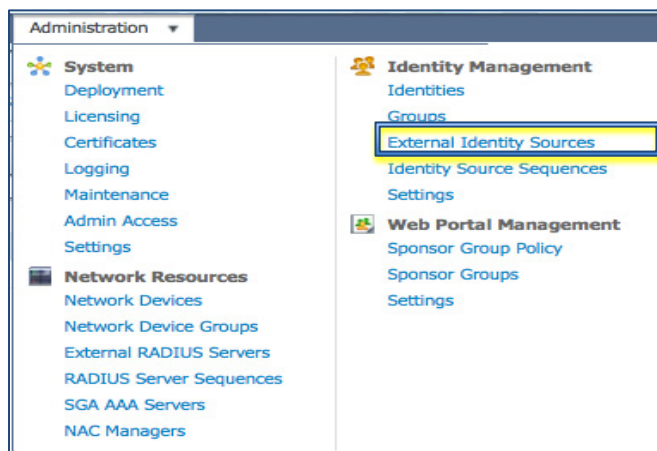 Administration
System
Deployment
Licensing
Certificates
Logging
Maintenance
Admin Access
Settings
Network Resources
Network Devices
Network Device Groups
External RADIUS Servers
RADIUS Server Sequences
SGA AAA Servers
NAC Managers
Identity Management
Identities
Groups
External Identity Sources
Identity Source Sequences
Settings
Web Portal Management
Sponsor Group Policy
Sponsor Groups
Settings